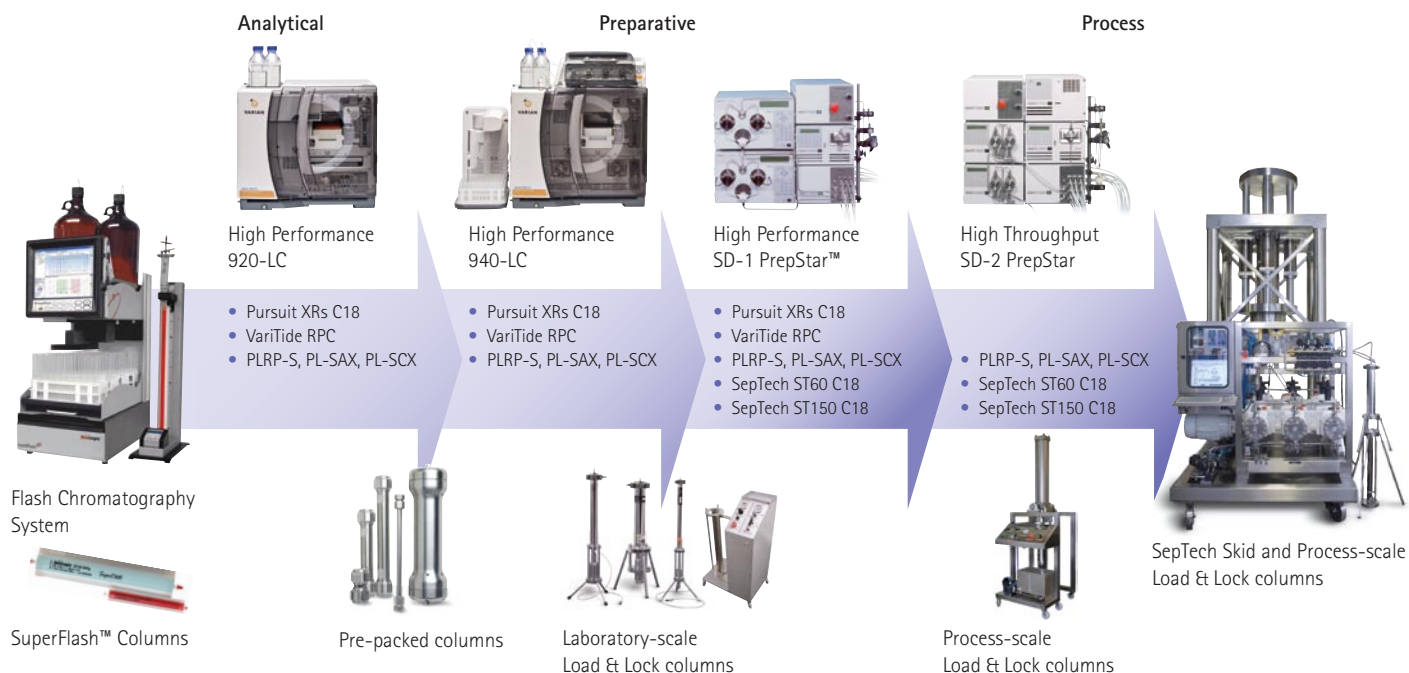 Analytical
Preparative
Process
VARIAN
VARIAN
High Performance
920-LC
High Performance
940-LC
High Performance
SD-1 PrepStar™
High Throughput
SD-2 PrepStar
• Pursuit XRs C18
• VariTide RPC
• PLRP-S, PL-SAX, PL-SCX
• Pursuit XRs C18
• VariTide RPC
• PLRP-S, PL-SAX, PL-SCX
• Pursuit XRs C18
• VariTide RPC
• PLRP-S, PL-SAX, PL-SCX
• SepTech ST60 C18
• SepTech ST150 C18
• PLRP-S, PL-SAX, PL-SCX
• SepTech ST60 C18
• SepTech ST150 C18
Flash Chromatography
System
SuperFlash™ Columns
Pre-packed columns
Laboratory-scale
Load & Lock columns
Process-scale
Load & Lock columns
SepTech Skid and Process-scale
Load & Lock columns